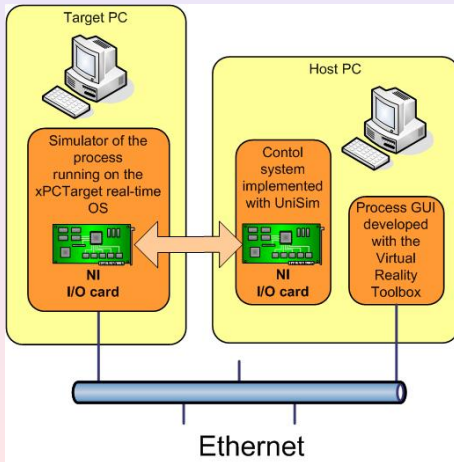 Target PC
Simulator of the
process
running on the
xPCTarget real-time
OS
NI
I/O card
Host PC
Contol
system
implemented
with UniSim
NI
I/O card
Process GUI
developed
with the
Virtual
Reality
Toolbox
Ethernet